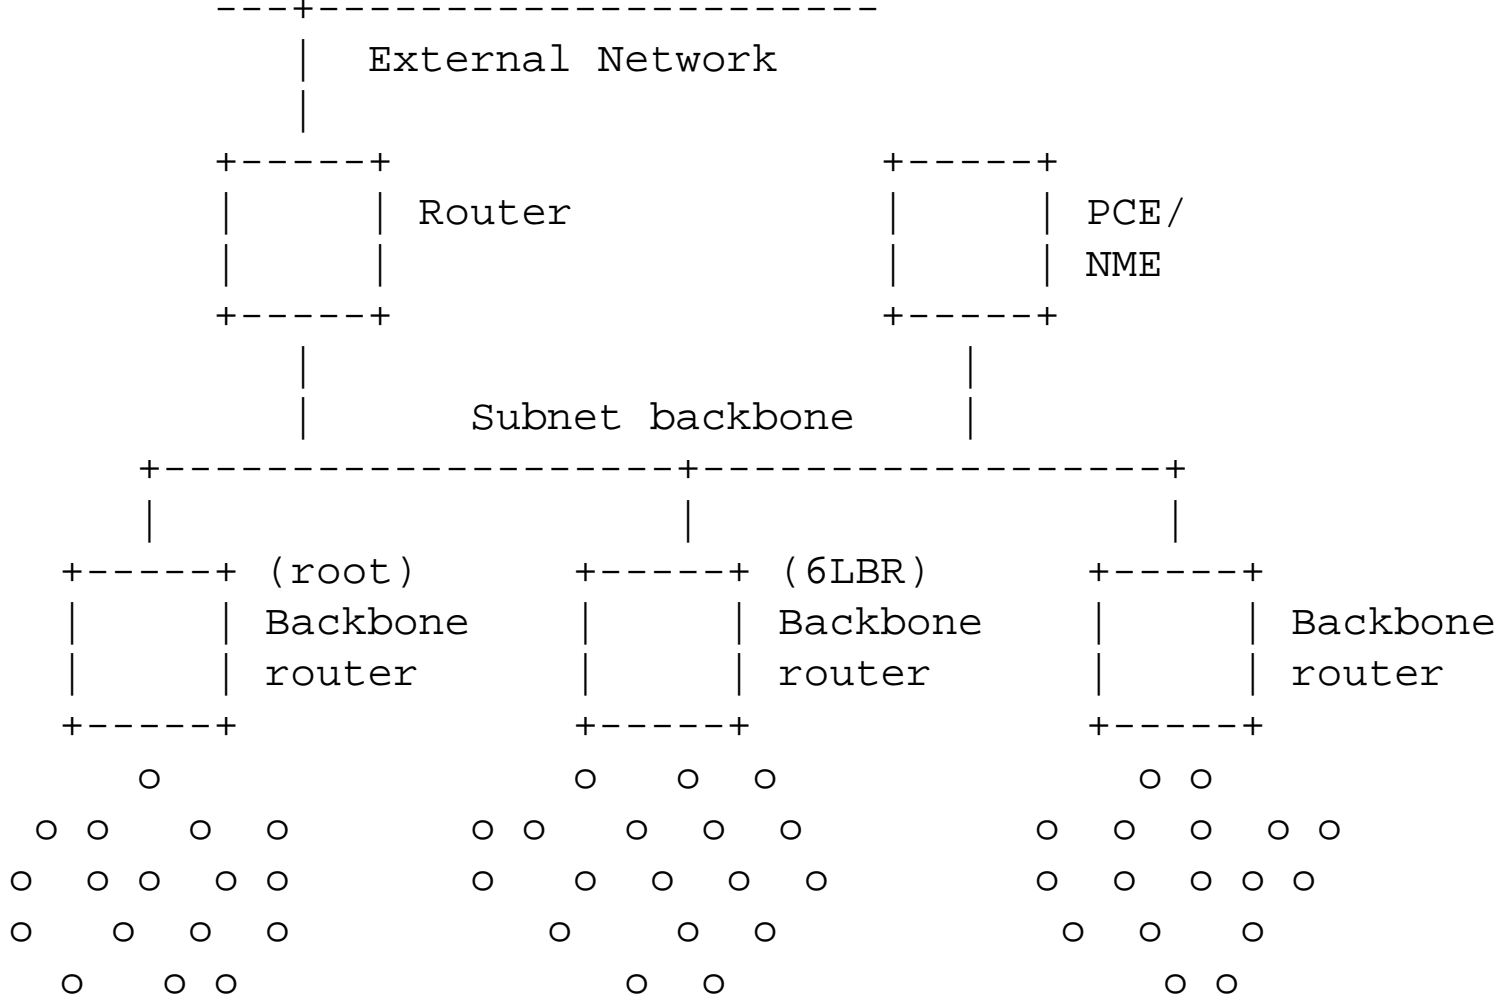 External Network
Router PCE/
NME
Subnet backbone
(root) (6LBR)
Backbone Backbone Backbone
router router router
o o o o o o
o o o o o o o o o o o o o o
o o o o o o o o o o o o o o o
o o o o o o o o o o
o o o o o o o